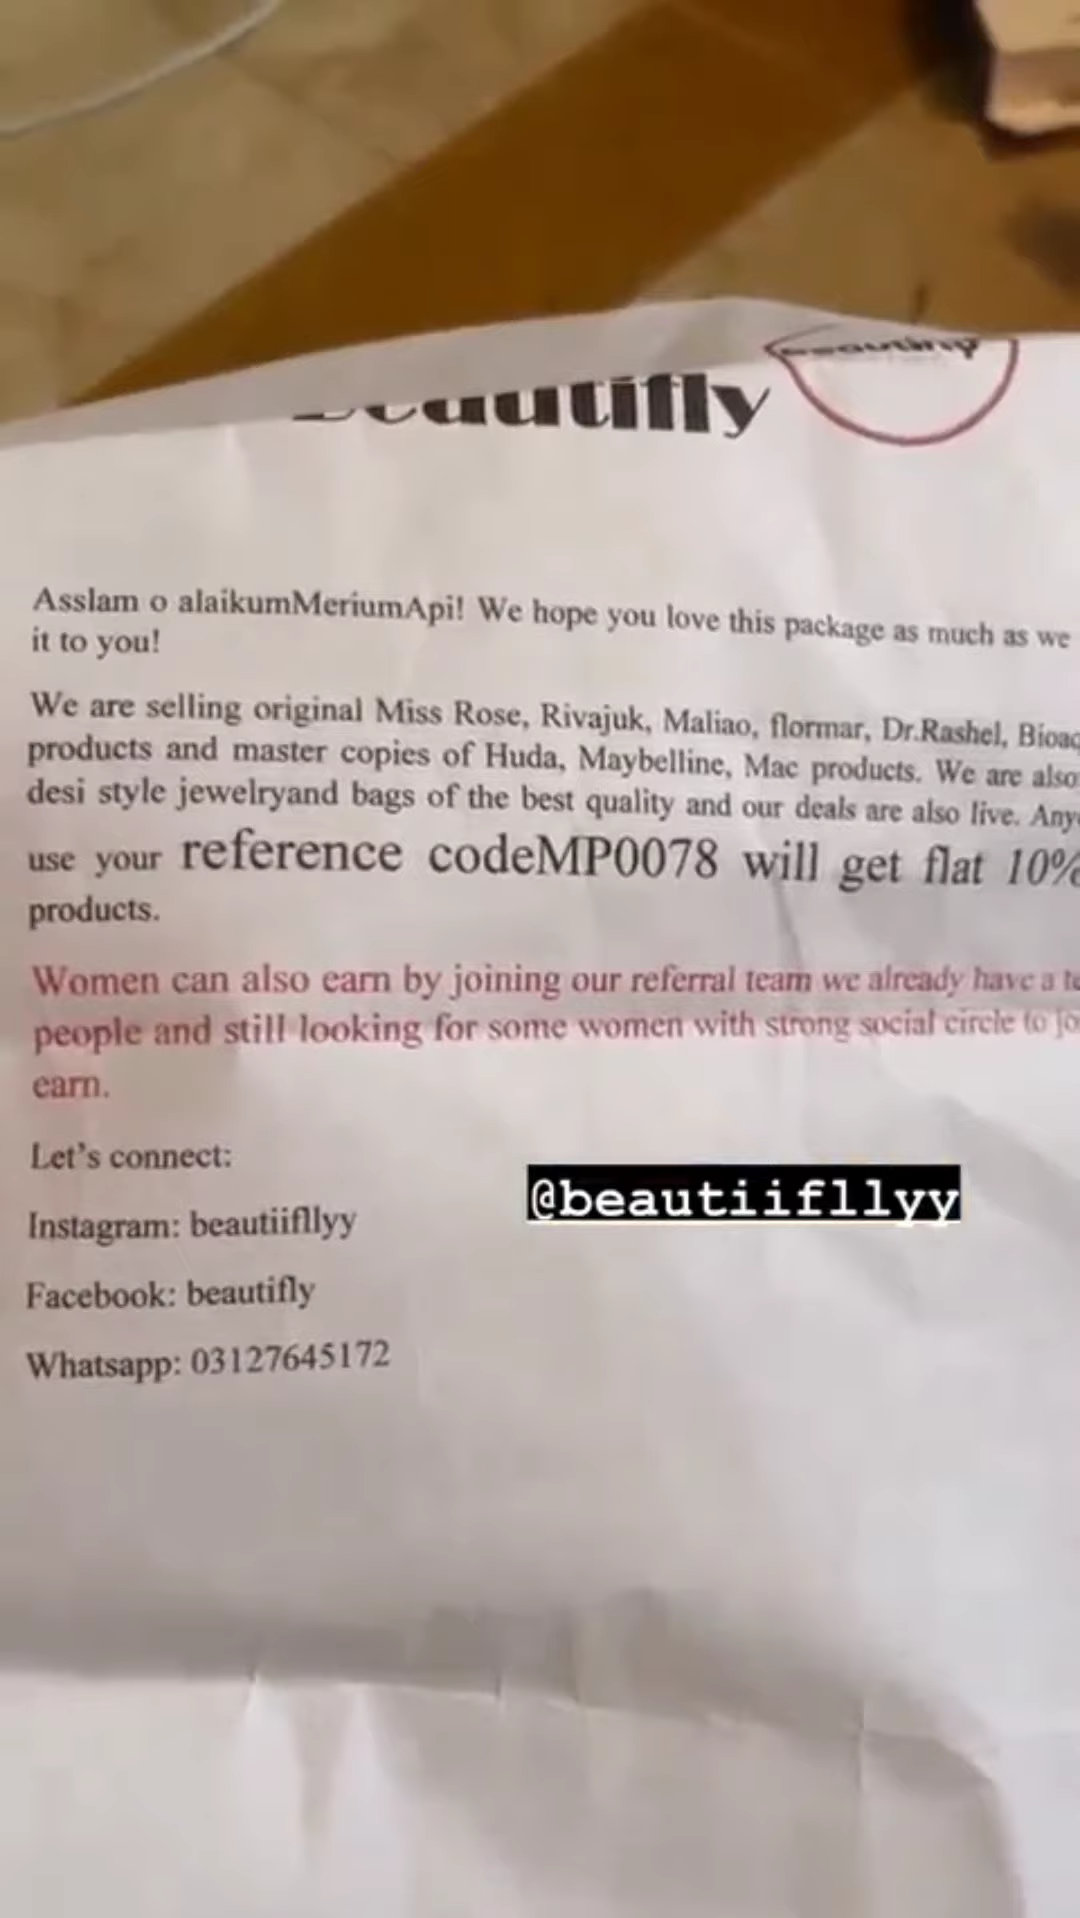 Beautifly
Asslam o alaikumMeriumApi! We hope you love this package as much as we
it to you!
We are selling original Miss Rose, Rivajuk, Maliao, flormar, Dr.Rashel,
products and master copies of Huda, Maybelline, Mac products. We are also
desi style jewelryand bags of the best quality and our deals are also live.
use your reference codeMP0078 will get flat 10%
products.
Women can also earn by joining our referral team we already have a
people and still looking for some women with strong social circle to
earn.
Let's connect:
@beautiifllyy
Instagram: beautiifllyy
Facebook: beautifly
Whatsapp: 03127645172